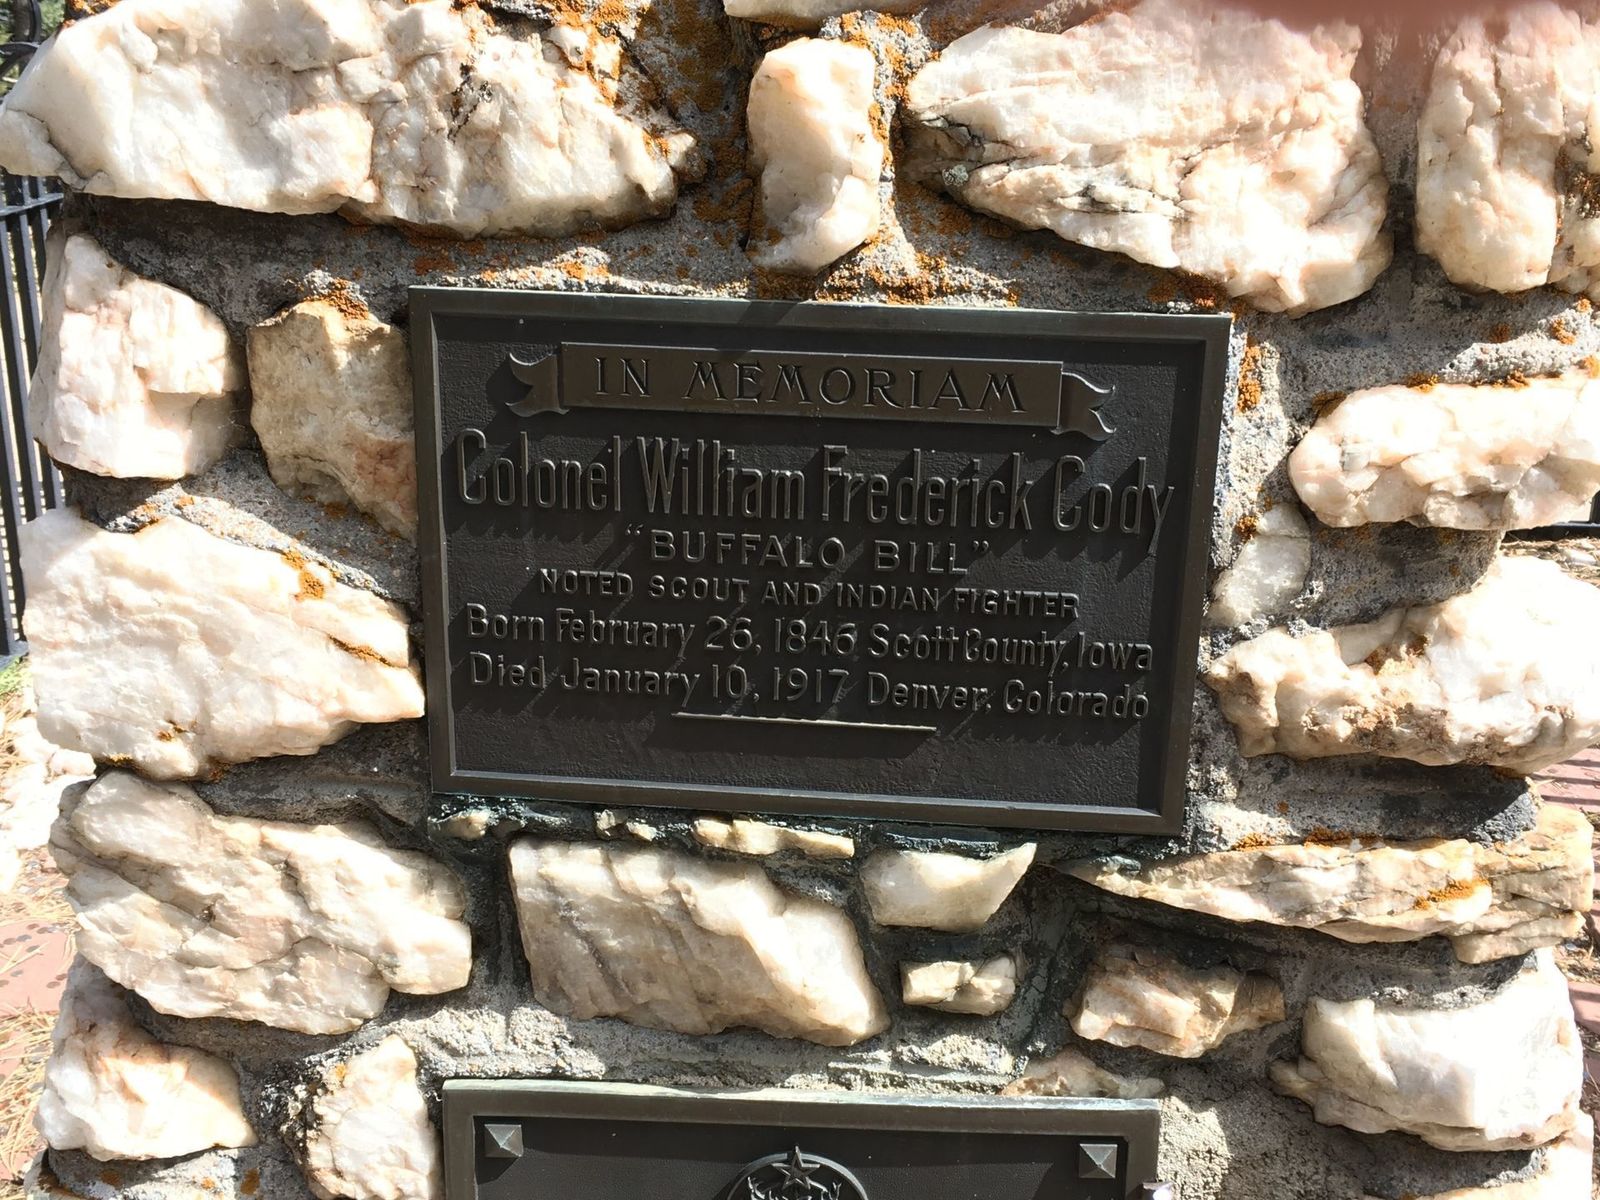 IN MEMORIAM
Colonel William Frederick Cody
"BUFFALO BILL"
NOTED SCOUT AND INDIAN FIGHTER
Born February 26, 1846 Scott County, Iowa
Died January 10, 1917 Denver, Colorado